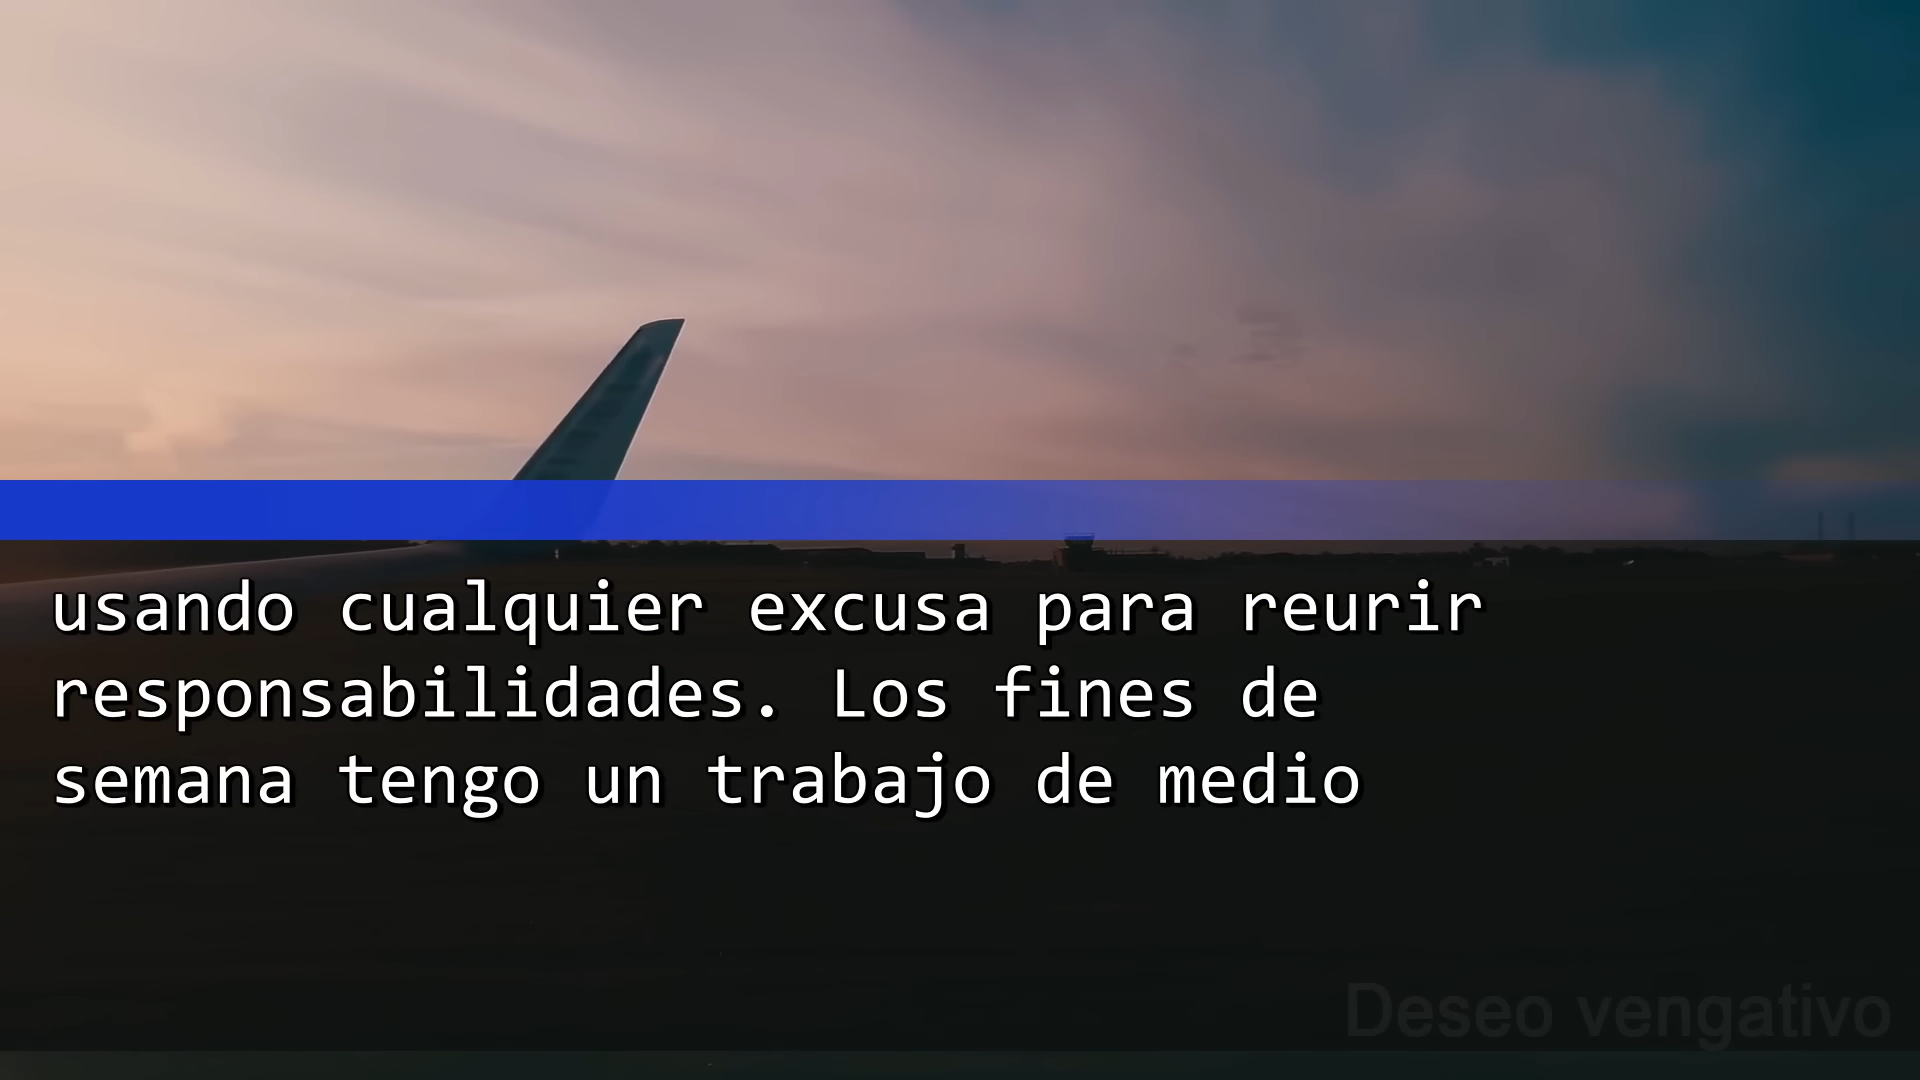 usando cualquier excusa para reurir
responsabilidades. Los fines de
semana tengo un trabajo de medio
Deseo vengativo